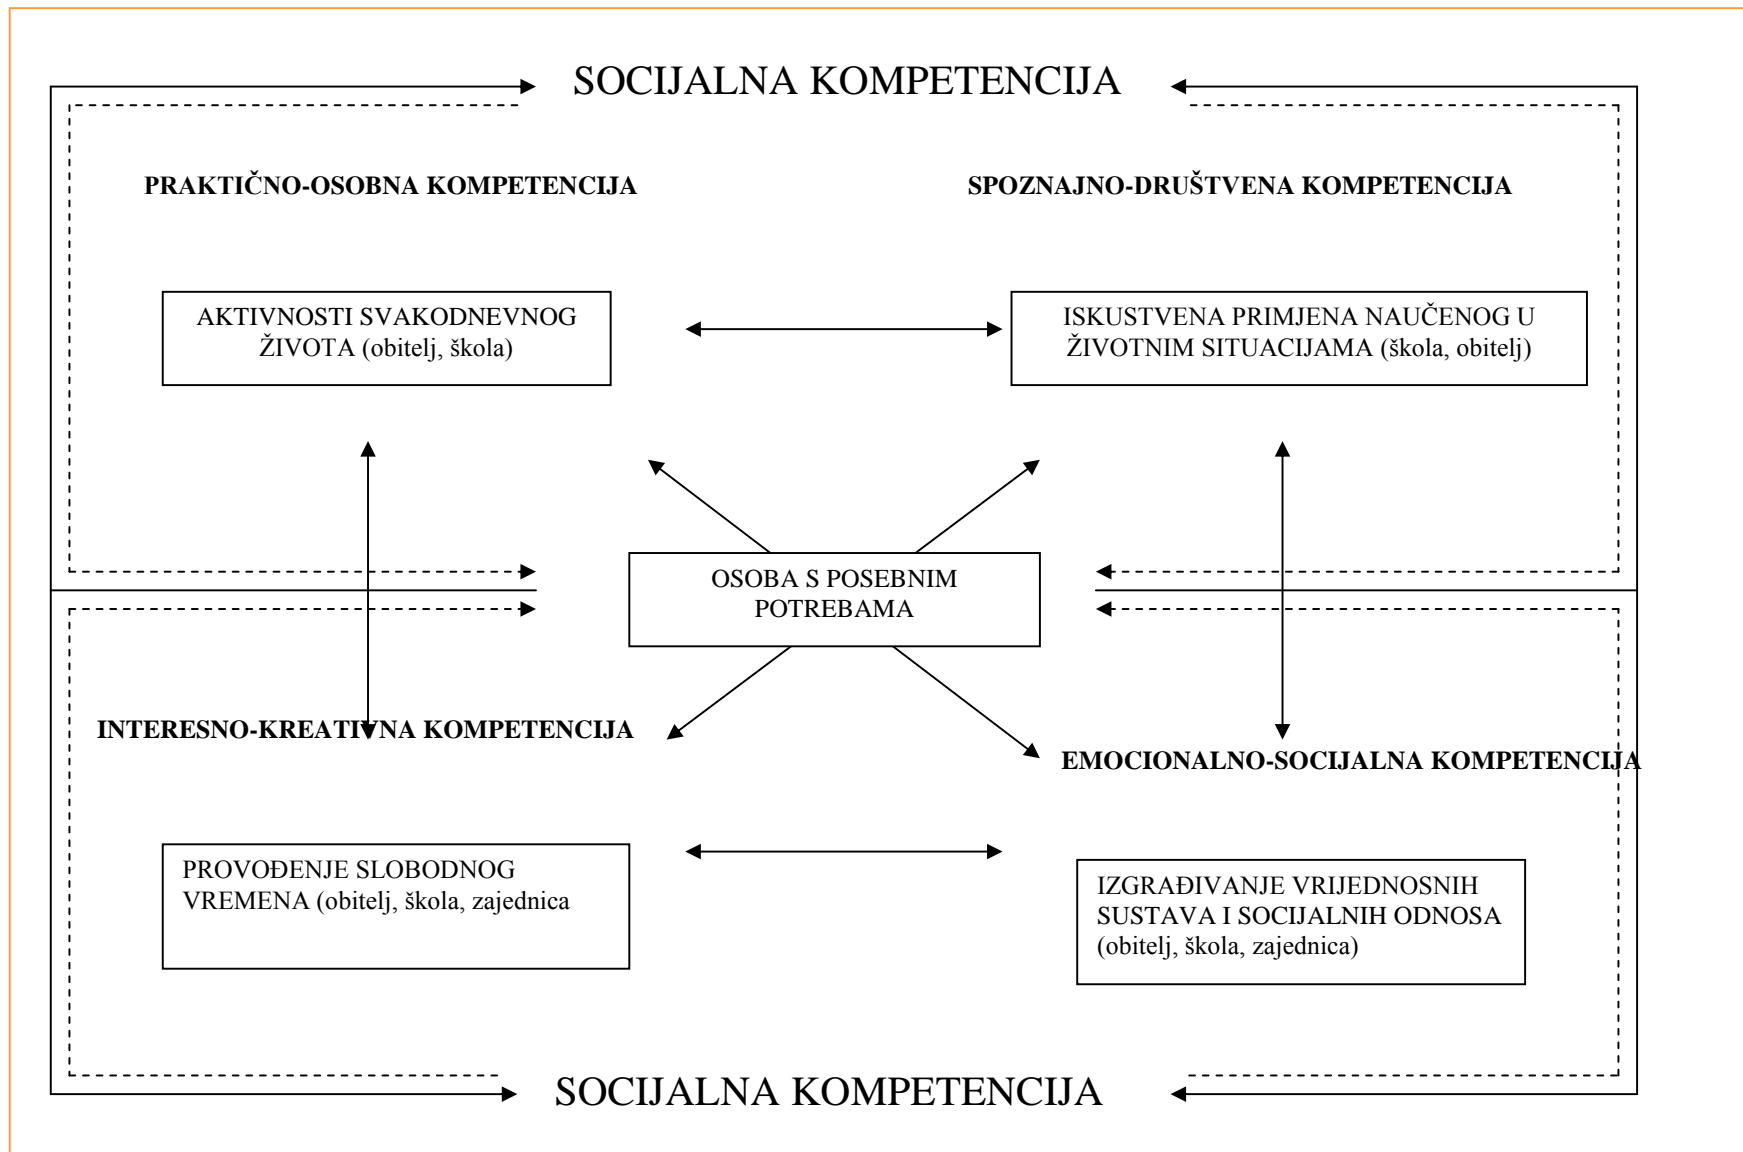 SOCIJALNA KOMPETENCIJA
PRAKTIČNO-OSOBNA KOMPETENCIJA
SPOZNAJNO-DRUŠTVENA KOMPETENCIJA
AKTIVNOSTI SVAKODNEVNOG
ŽIVOTA (obitelj, škola)
ISKUSTVENA PRIMJENA NAUČENOG U
ŽIVOTNIM SITUACIJAMA (škola, obitelj)
OSOBA S POSEBNIM
POTREBAMA
INTERESNO-KREATIVNA KOMPETENCIJA
EMOCIONALNO-SOCIJALNA KOMPETENCIJA
PROVOĐENJE SLOBODNOG
VREMENA (obitelj, škola, zajednica
IZGRAĐIVANJE VRIJEDNOSNIH
SUSTAVA I SOCIJALNIH ODNOSA
(obitelj, škola, zajednica)
SOCIJALNA KOMPETENCIJA